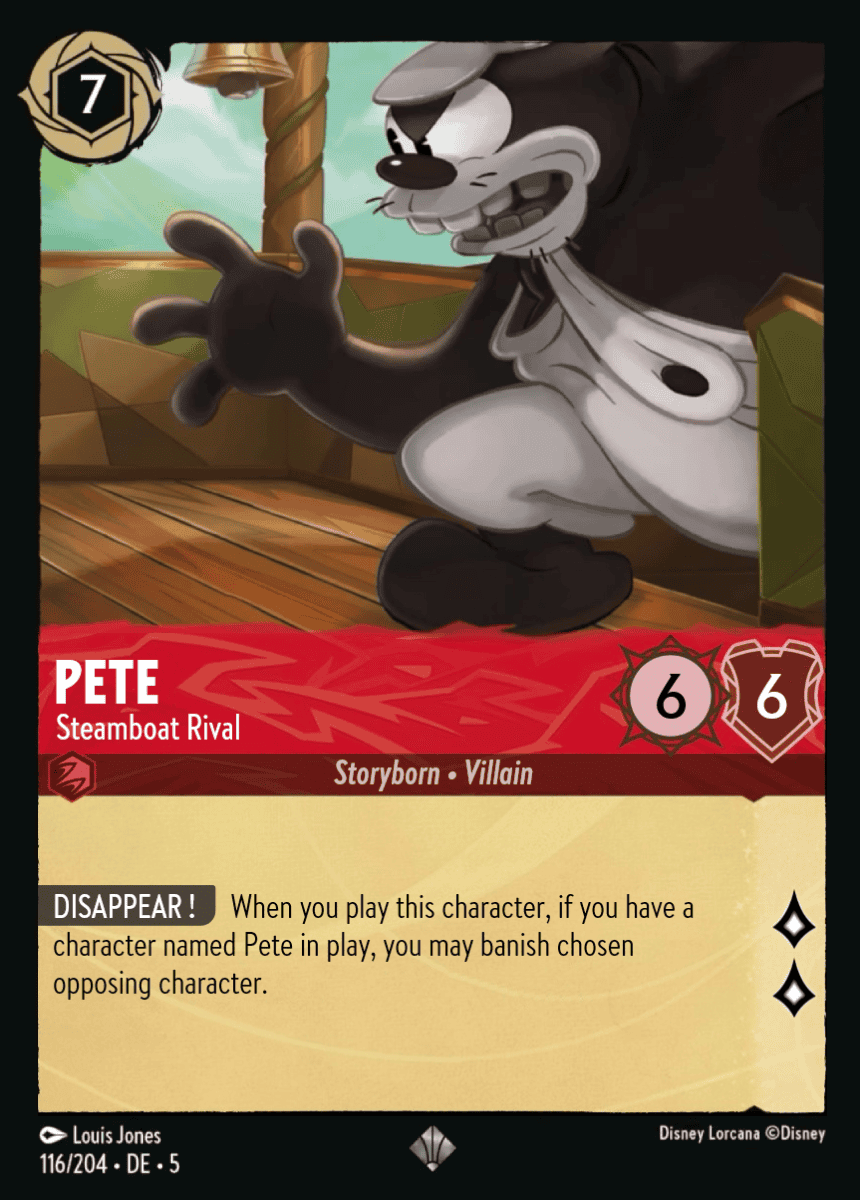 7
PETE
Steamboat Rival
6
6
Storyborn • Villain
DISAPPEAR! When you play this character, if you have a
character named Pete in play, you may banish chosen
opposing character.
Louis Jones
116/204 • DE • 5
Disney Lorcana ©Disney